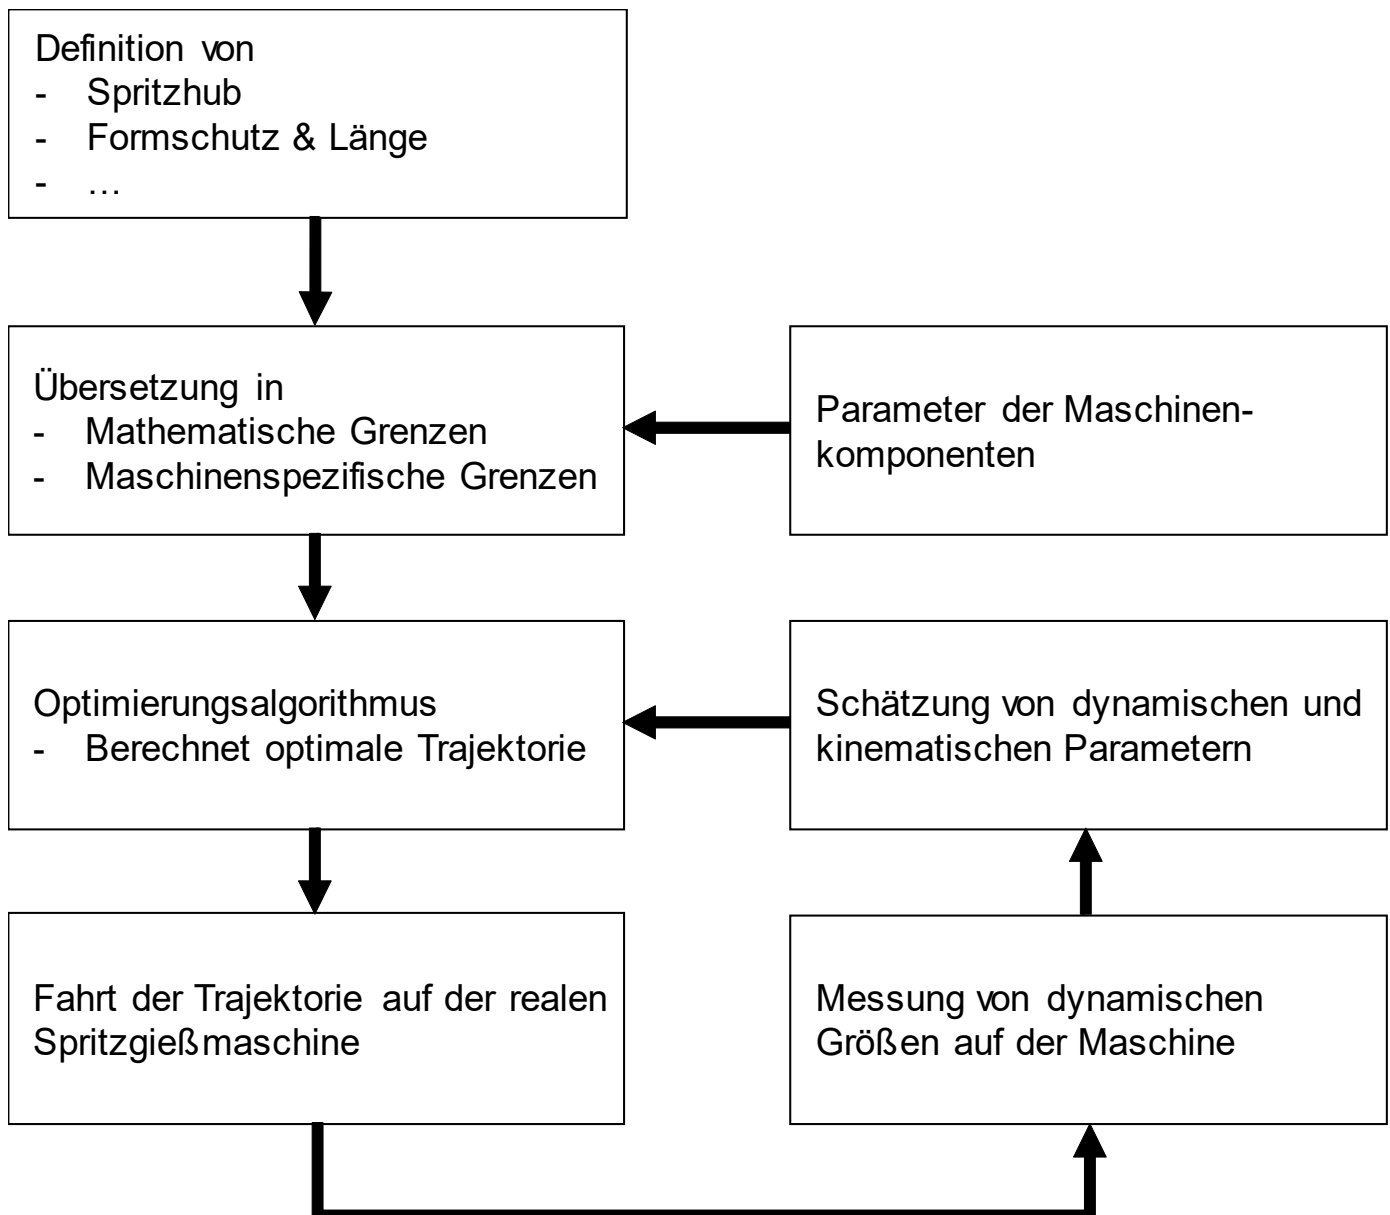 Definition von
- Spritzhub
- Formschutz & Länge
- ...
Übersetzung in
- Mathematische Grenzen
- Maschinenspezifische Grenzen
Parameter der Maschinen-
komponenten
Optimierungsalgorithmus
- Berechnet optimale Trajektorie
Schätzung von dynamischen und
kinematischen Parametern
Fahrt der Trajektorie auf der realen
Spritzgießmaschine
Messung von dynamischen
Größen auf der Maschine